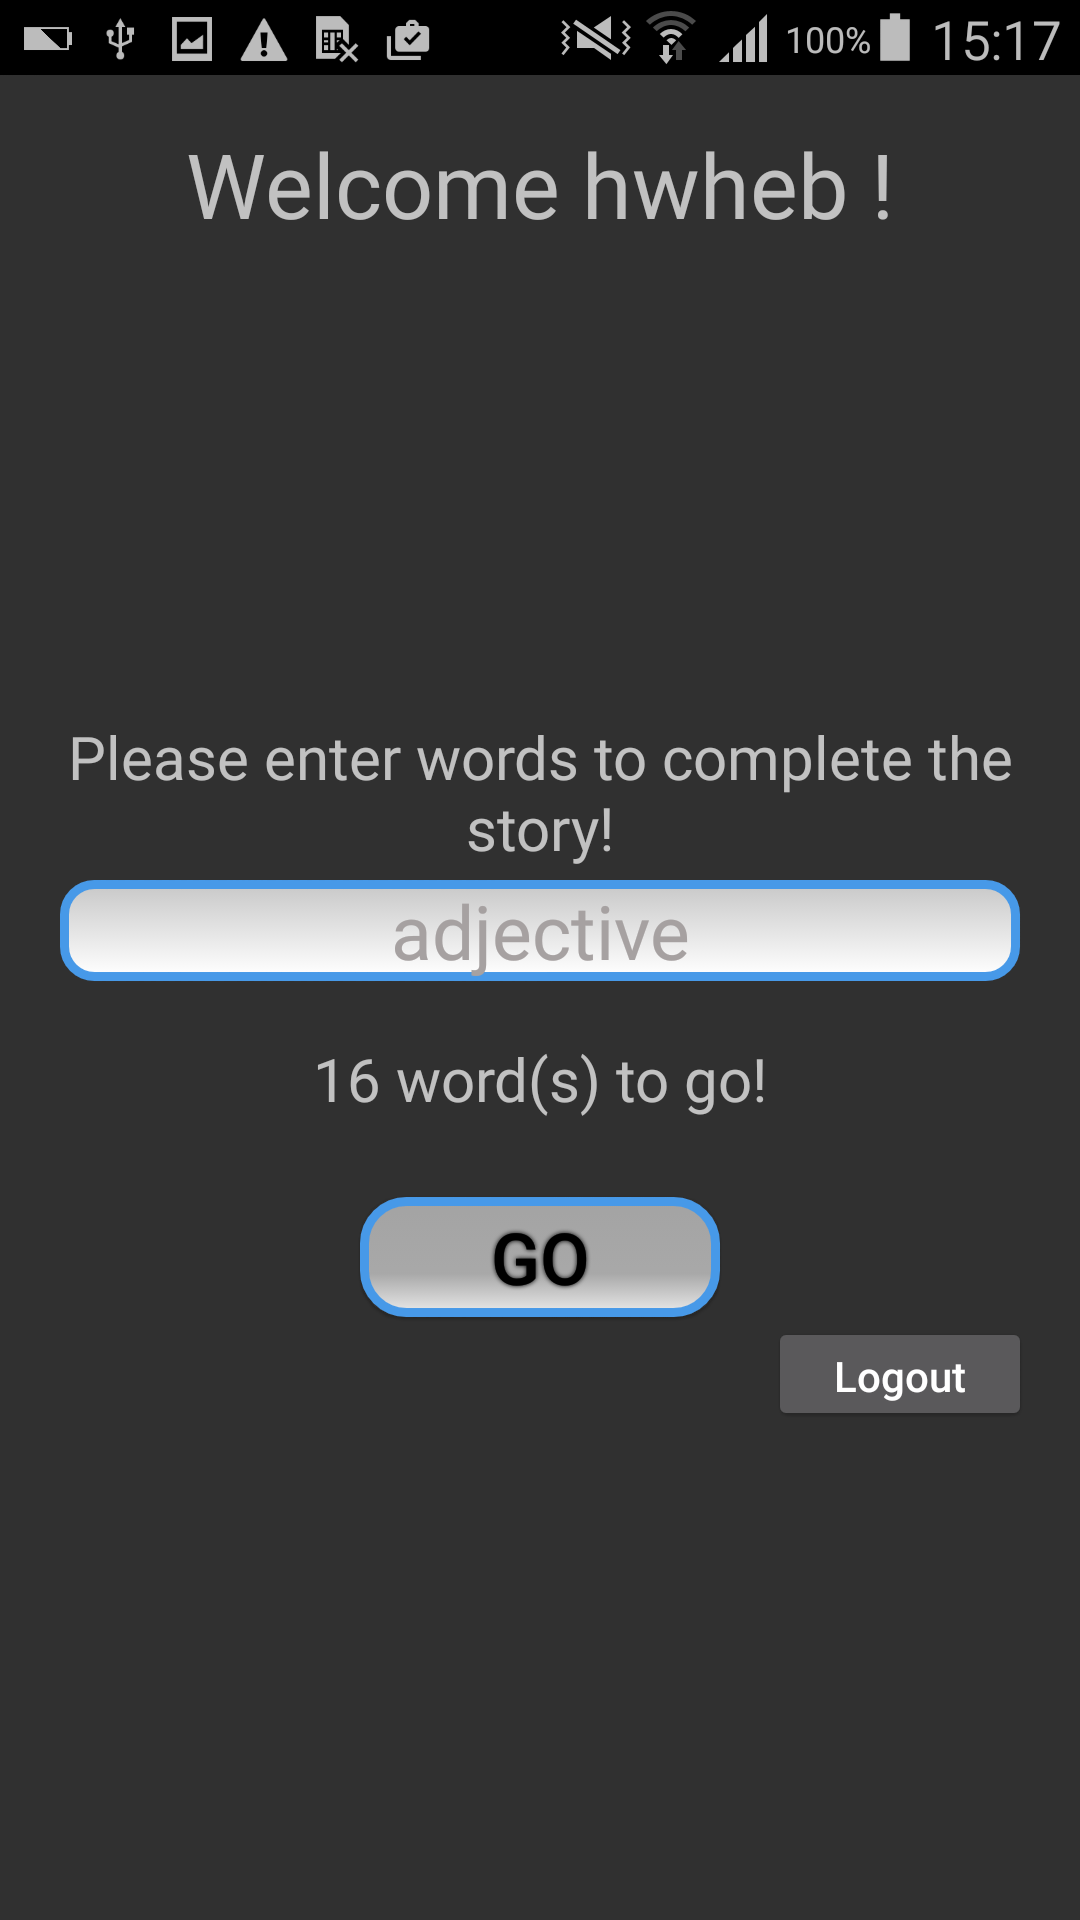 100% 15:17
Welcome hwheb !
Please enter words to complete the
story!
adjective
16 word(s) to go!
GO
Logout